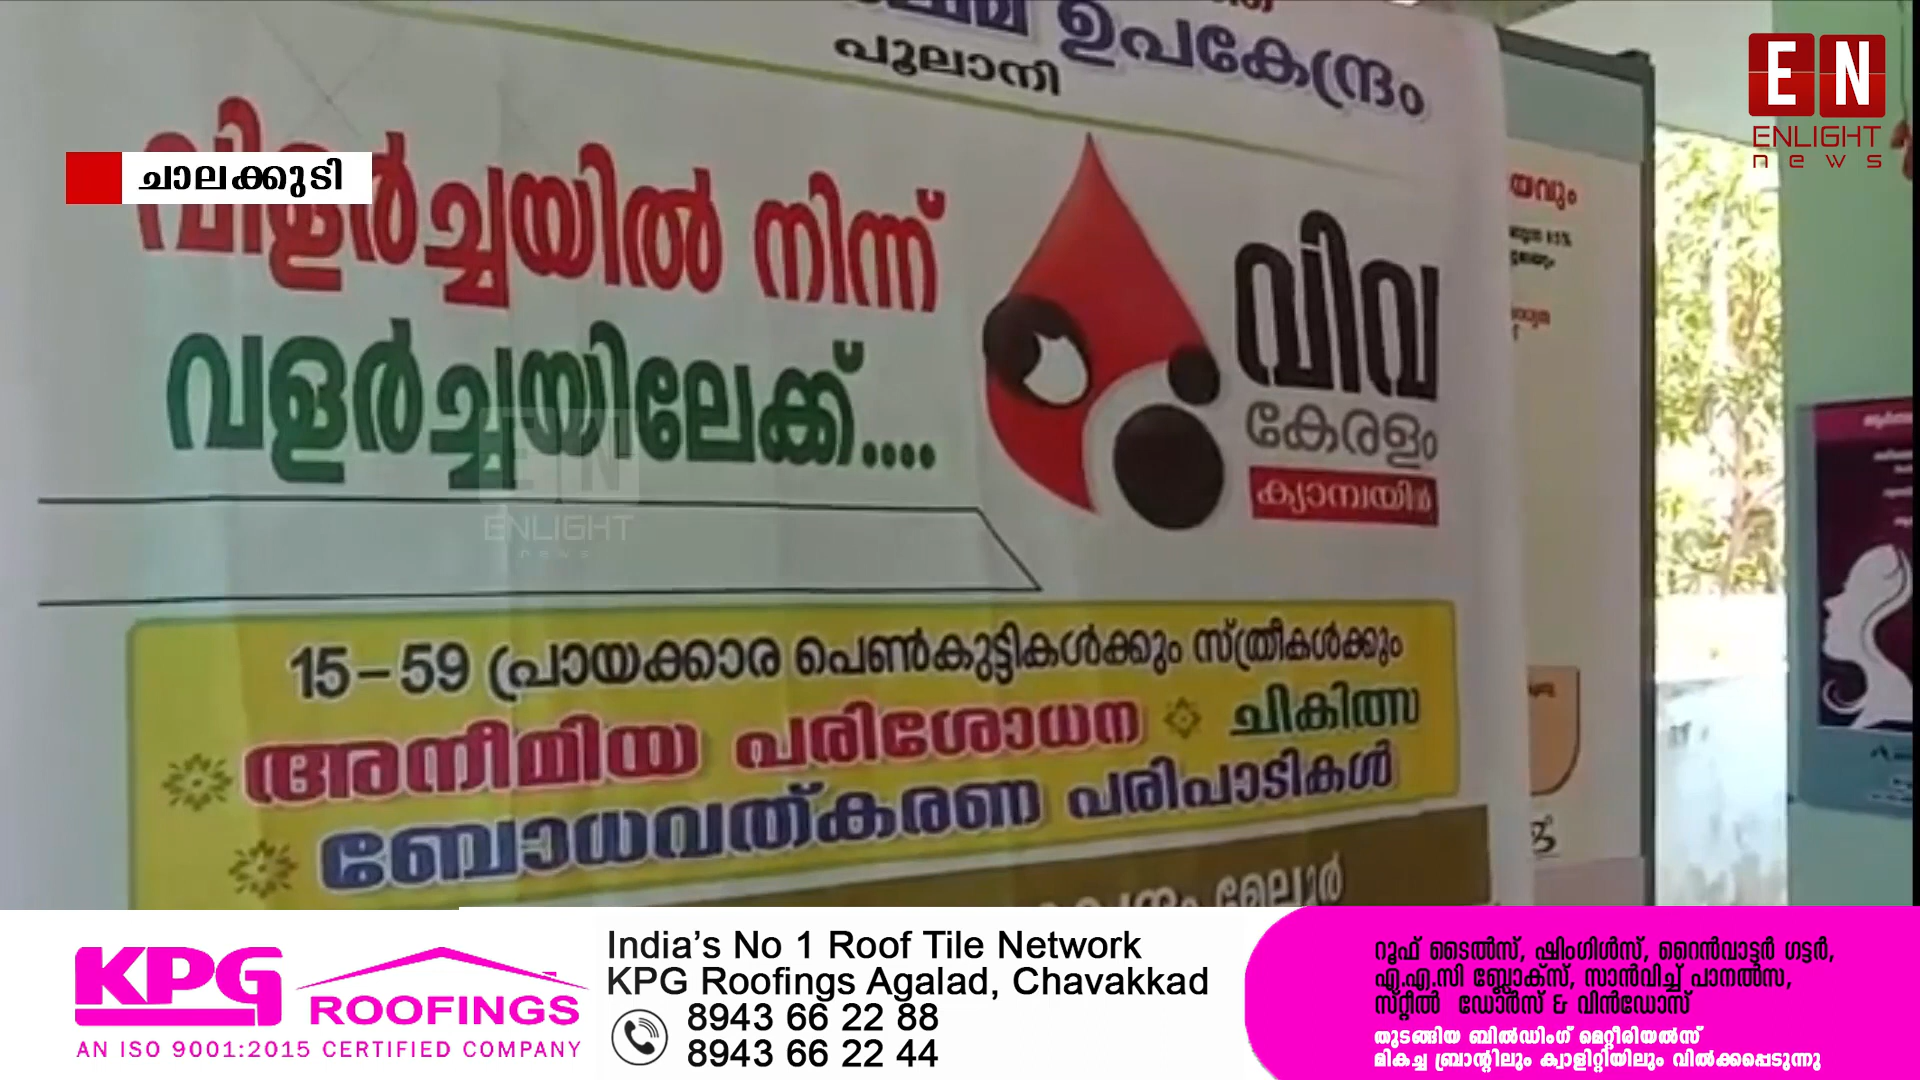 ഉപകേന്ദ്രം
പൂലാനി
EN
ENLIGHT
news
ചാലക്കുടി
വിളർച്ചയിൽ നിന്ന്
വളർച്ചയിലേക്ക്....
വിവ
കേരളം
ക്യാമ്പയിൻ
EN
ENLIGHT
news
15-59 പ്രായക്കാര പെൺകുട്ടികൾക്കും സ്ത്രീകൾക്കും
അനീമിയ പരിശോധന ചികിത്സ
ബോധവത്കരണ പരിപാടികൾ
മേലൂർ
KPG
ROOFINGS
AN ISO 9001:2015 CERTIFIED COMPANY
India's No 1 Roof Tile Network
KPG Roofings Agalad, Chavakkad
8943 66 22 88
8943 66 22 44
റൂഫ് ടൈൽസ്, ഷിംഗിൾസ്, റൈൻവാട്ടർ ഗട്ടർ,
എ.എ.സി ബ്ലോക്സ്, സാൻവിച്ച് പാനൽസ,
സ്റ്റീൽ ഡോർസ് & വിൻഡോസ്
തുടങ്ങിയ ബിൽഡിംഗ് മെറ്റീരിയൽസ്
മികച്ച ബ്രാന്റിലും ക്വാളിറ്റിയിലും വിൽക്കപ്പെടുന്നു